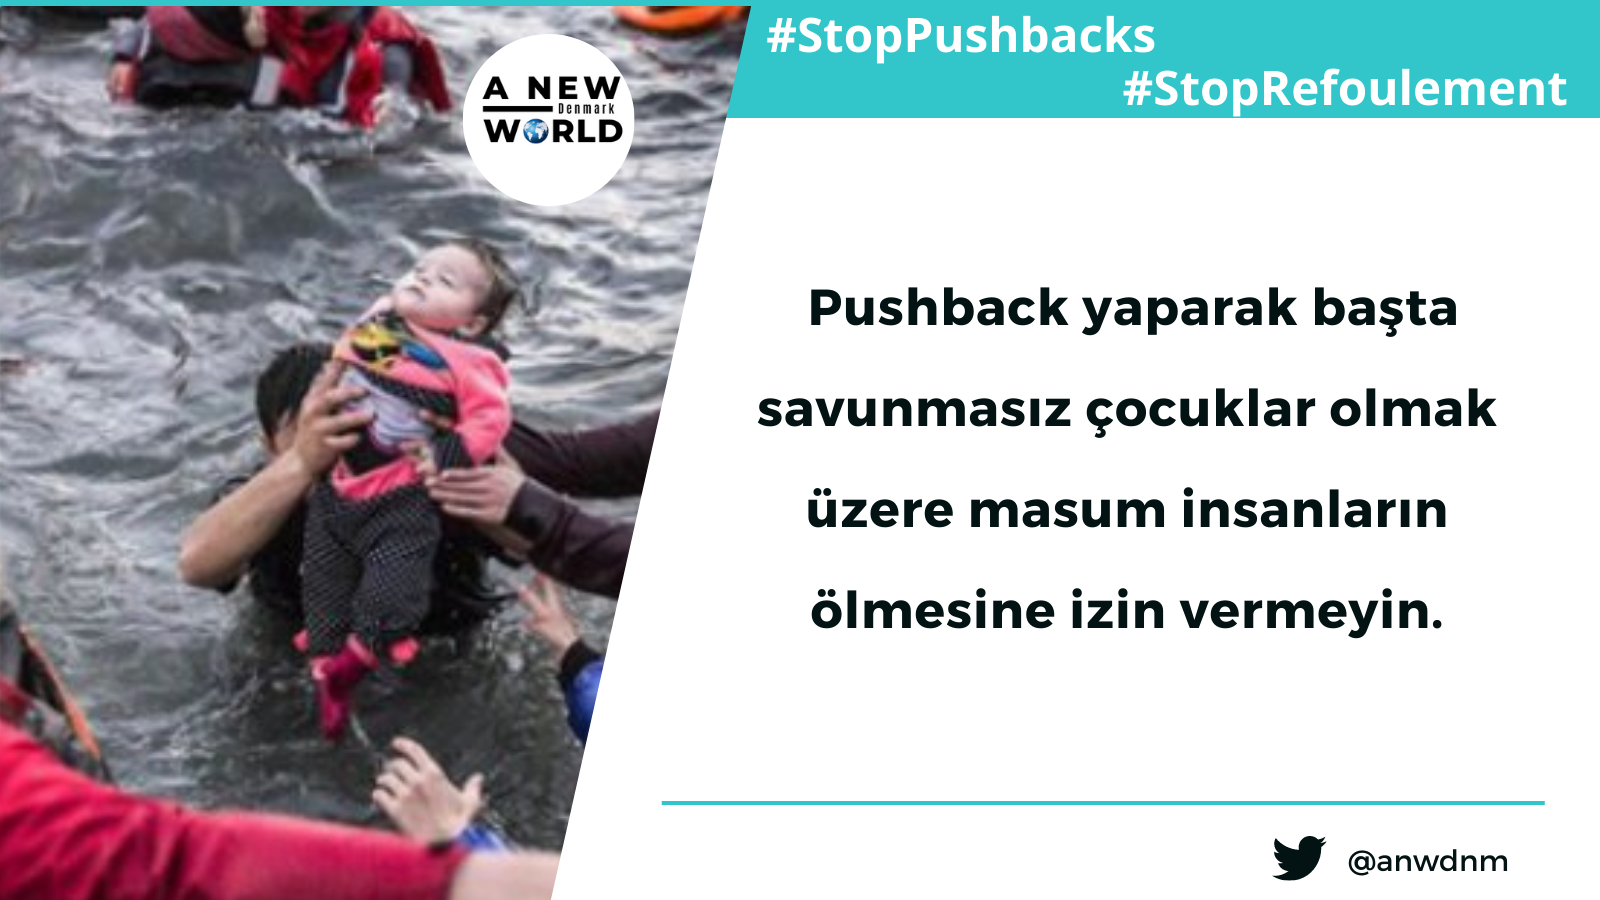 #StopPushbacks
#StopRefoulement
A NEW
Denmark
WORLD
Pushback yaparak başta
savunmasız çocuklar olmak
üzere masum insanların
ölmesine izin vermeyin.
@anwdnm